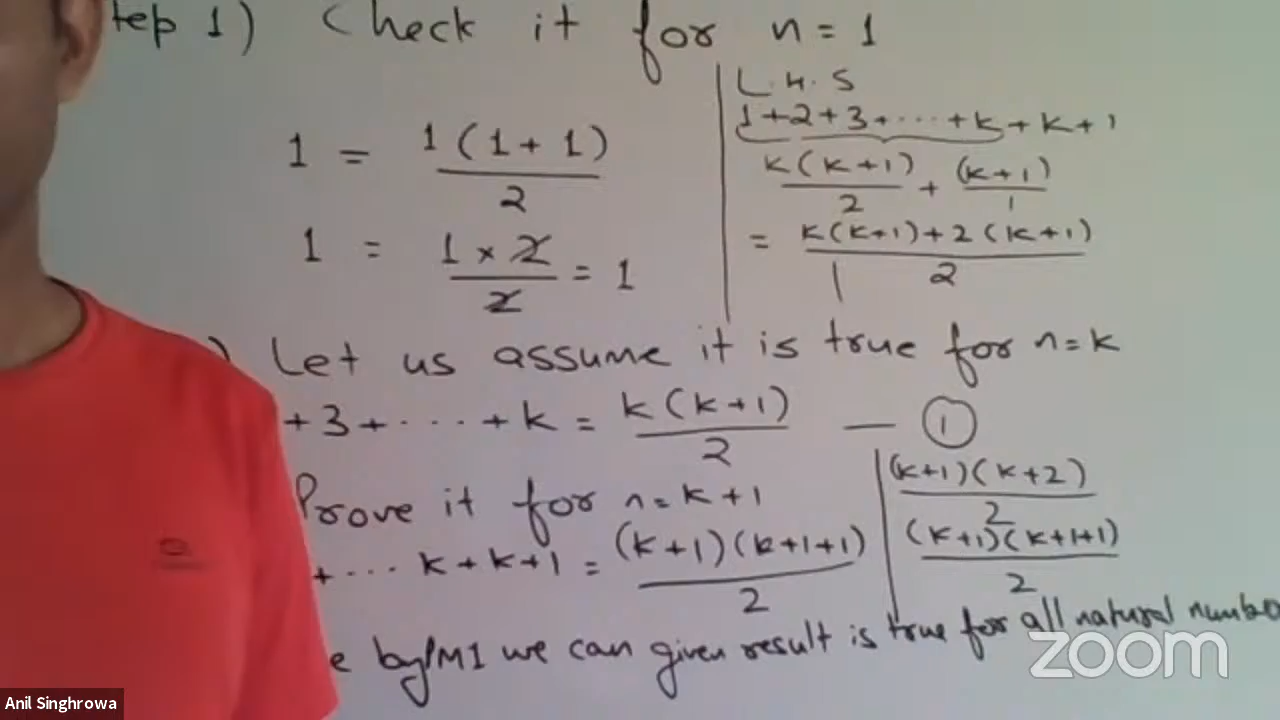 tep 1) Check it for n = 1
1 = 1 ( 1 + 1 ) / 2
1 = 1 × 2 / 2 = 1
L.H.S
1+2+3+.....+k+k+1
k(k+1) / 2 + (k+1) / 1
= k(k+1)+2(k+1) / 2
) Let us assume it is true for n=k
+3+.....+k = k(k+1) / 2 — ①
Prove it for n=k+1
+... k+k+1 = (k+1)(k+1+1) / 2
(k+1)(k+2) / 2
(k+1)(k+1+1) / 2
e by PMI we can given result is true for all natural numbe
zoom
Anil Singhrowa